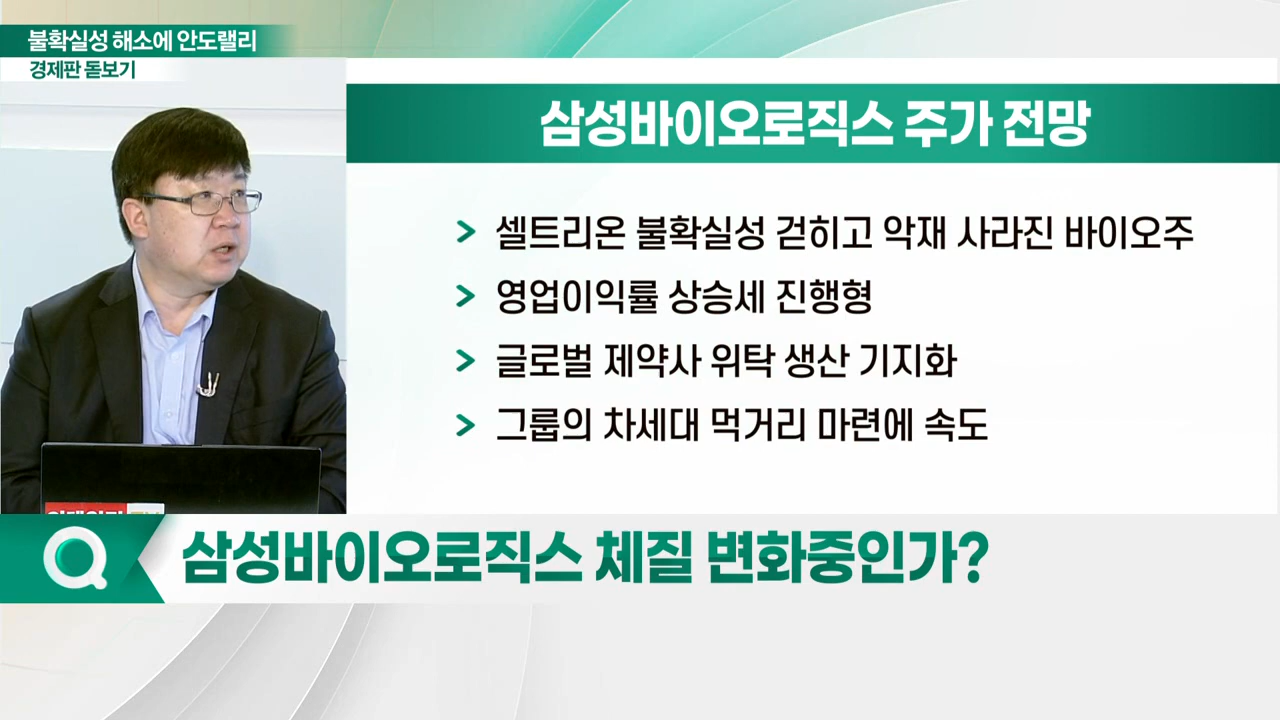 불확실성 해소에 안도랠리
경제판 돋보기
삼성바이오로직스 주가 전망
셀트리온 불확실성 걷히고 악재 사라진 바이오주
영업이익률 상승세 진행형
글로벌 제약사 위탁 생산 기지화
그룹의 차세대 먹거리 마련에 속도
Q 삼성바이오로직스 체질 변화중인가?